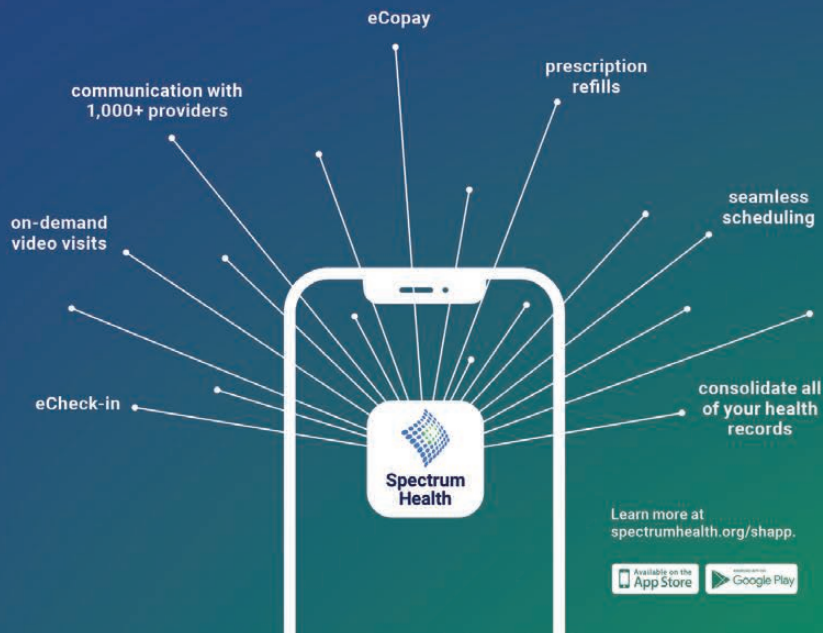 eCopay
prescription
refills
communication with
1,000+ providers
seamless
scheduling
on-demand
video visits
eCheck-in
consolidate all
of your health
records
Spectrum
Health
Learn more at
spectrumhealth.org/shapp.
Available on the
App Store
Google Play